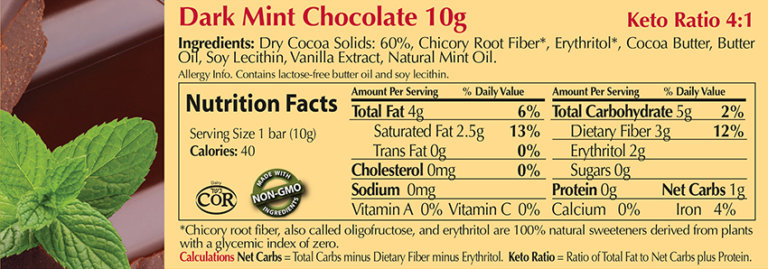 Dark Mint Chocolate 10g
Keto Ratio 4:1
Ingredients: Dry Cocoa Solids: 60%, Chicory Root Fiber*, Erythritol*, Cocoa Butter, Butter
Oil, Soy Lecithin, Vanilla Extract, Natural Mint Oil.
Allergy Info. Contains lactose-free butter oil and soy lecithin.
Nutrition Facts
Serving Size 1 bar (10g)
Calories: 40
Dairy
COR
MADE WITH
NON-GMO
INGREDIENTS
Amount Per Serving % Daily Value
Total Fat 4g 6%
Saturated Fat 2.5g 13%
Trans Fat 0g 0%
Cholesterol 0mg 0%
Sodium 0mg
Vitamin A 0% Vitamin C 0%
Amount Per Serving % Daily Value
Total Carbohydrate 5g 2%
Dietary Fiber 3g 12%
Erythritol 2g
Sugars 0g
Protein 0g Net Carbs 1g
Calcium 0% Iron 4%
*Chicory root fiber, also called oligofructose, and erythritol are 100% natural sweeteners derived from plants
with a glycemic index of zero.
Calculations Net Carbs = Total Carbs minus Dietary Fiber minus Erythritol. Keto Ratio = Ratio of Total Fat to Net Carbs plus Protein.